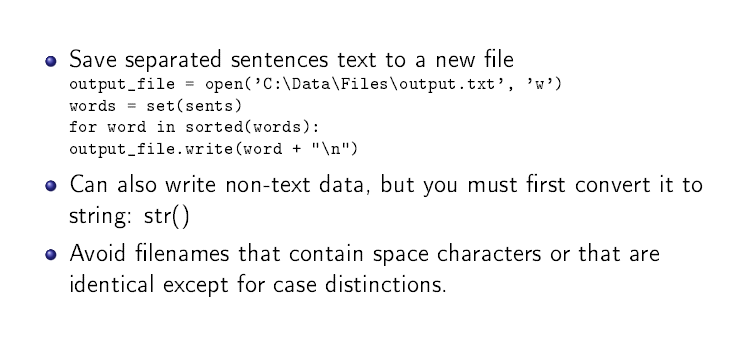 Save separated sentences text to a new file
output_file = open('C:\Data\Files\output.txt', 'w')
words = set(sents)
for word in sorted(words):
output_file.write(word + "\n")
Can also write non-text data, but you must first convert it to
string: str()
Avoid filenames that contain space characters or that are
identical except for case distinctions.